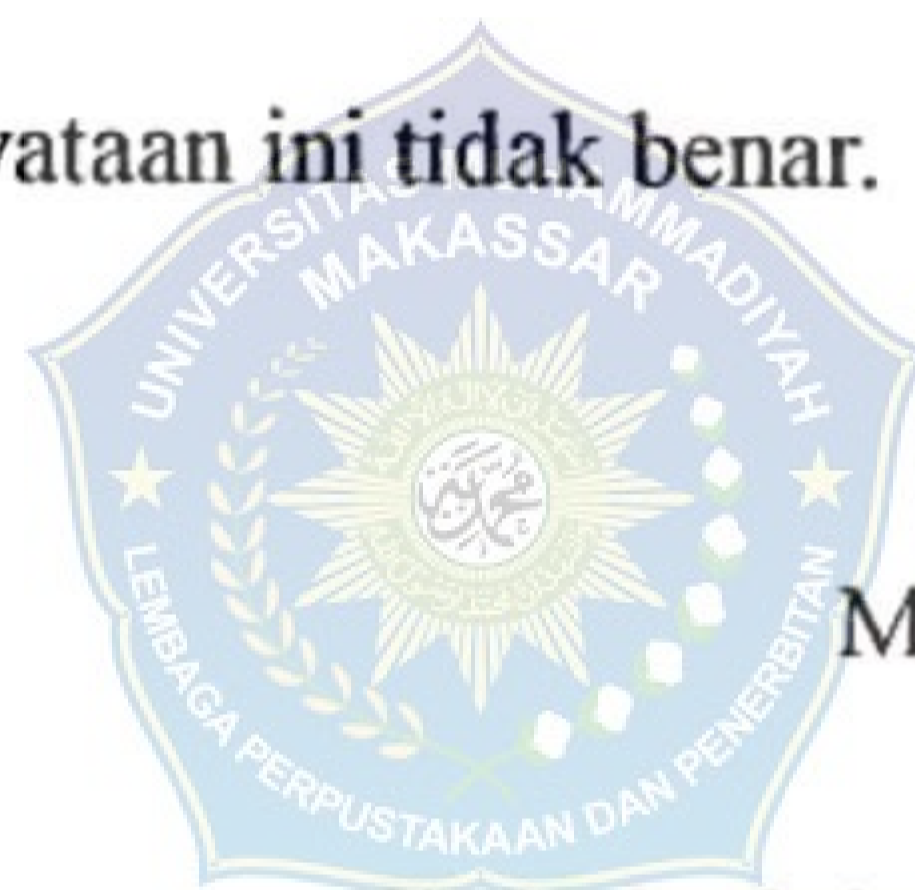 yataan ini tidak benar.
UNIVERSITAS MUHAMMADIYAH
MAKASSAR
M
LEMBAGA PERPUSTAKAAN DAN PENERBITAN